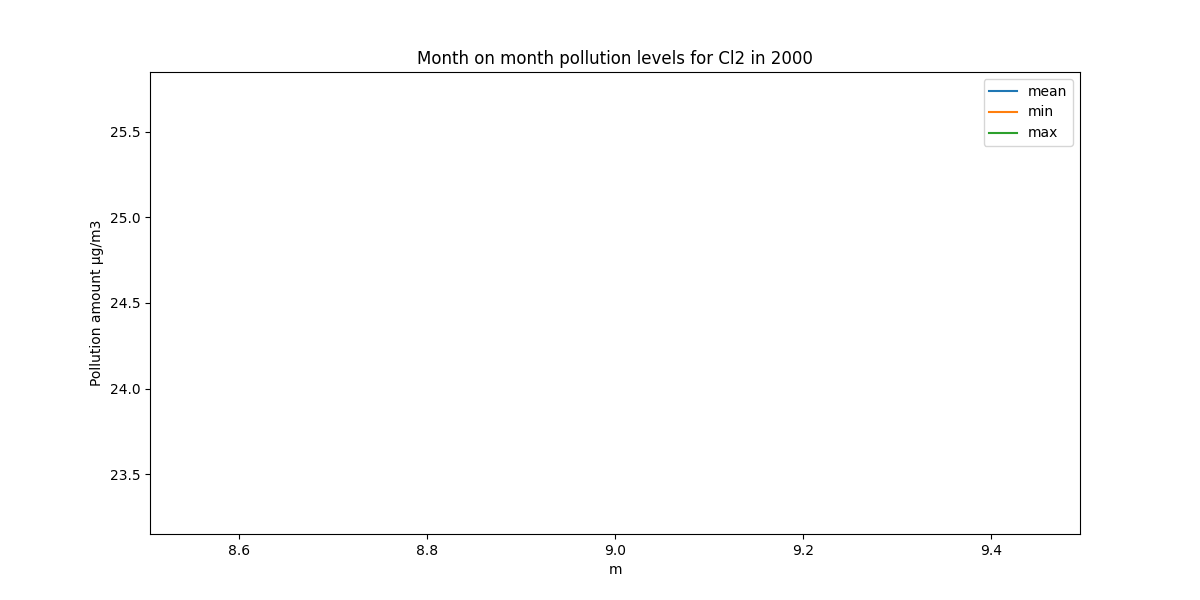 Month on month pollution levels for Cl2 in 2000
mean
min
max
25.5
25.0
24.5
24.0
23.5
Pollution amount µg/m3
8.6 8.8 9.0 9.2 9.4
m